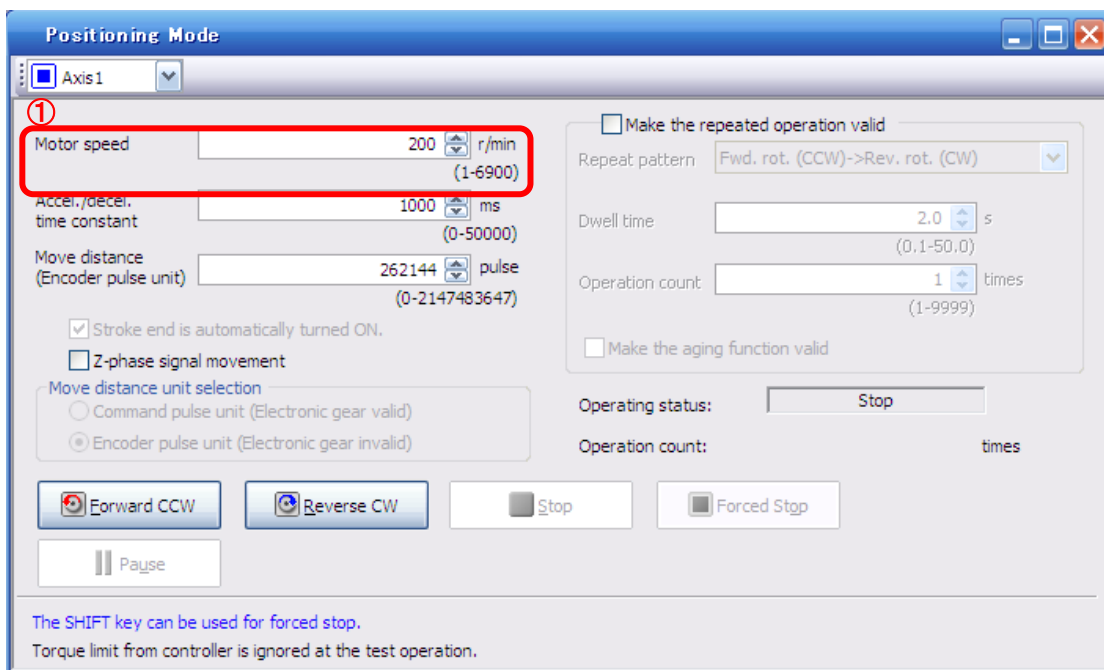 Positioning Mode
Axis1
①
Motor speed 200 r/min
(1-6900)
Accel./decel.
time constant 1000 ms
(0-50000)
Move distance
(Encoder pulse unit) 262144 pulse
(0-2147483647)
Stroke end is automatically turned ON.
Z-phase signal movement
Move distance unit selection
Command pulse unit (Electronic gear valid)
Encoder pulse unit (Electronic gear invalid)
Make the repeated operation valid
Repeat pattern Fwd. rot. (CCW)->Rev. rot. (CW)
Dwell time 2.0 s
(0.1-50.0)
Operation count 1 times
(1-9999)
Make the aging function valid
Operating status: Stop
Operation count: times
Forward CCW Reverse CW Stop Forced Stop
Pause
The SHIFT key can be used for forced stop.
Torque limit from controller is ignored at the test operation.